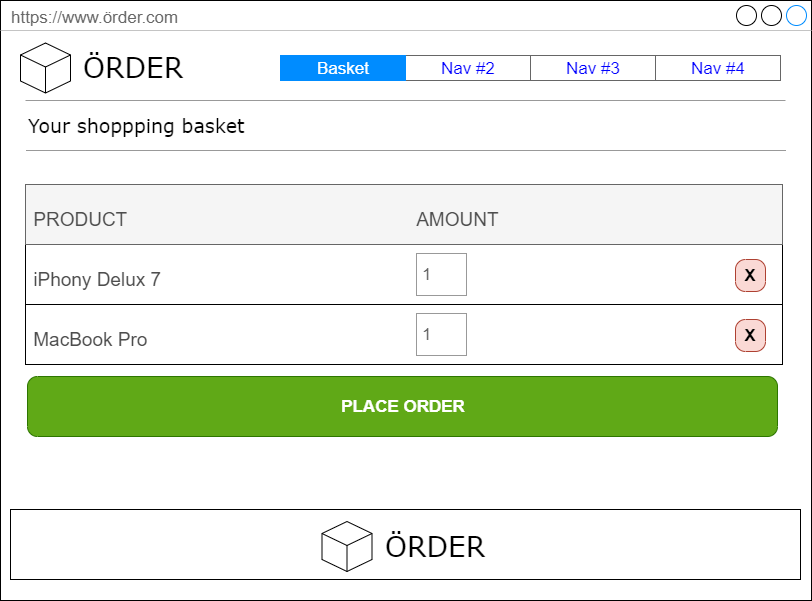 https://www.örder.com
ÖRDER
Basket Nav #2 Nav #3 Nav #4
Your shoppping basket
PRODUCT AMOUNT
iPhony Delux 7 1 X
MacBook Pro 1 X
PLACE ORDER
ÖRDER